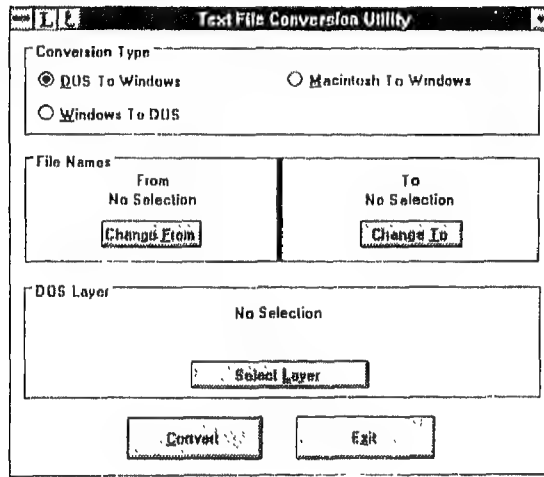 L t Text File Conversion Utility
Conversion Type
DOS To Windows Macintosh To Windows
Windows To DOS
File Names
From To
No Selection No Selection
Change From Change To
DOS Layer
No Selection
Select Layer
Convert Exit